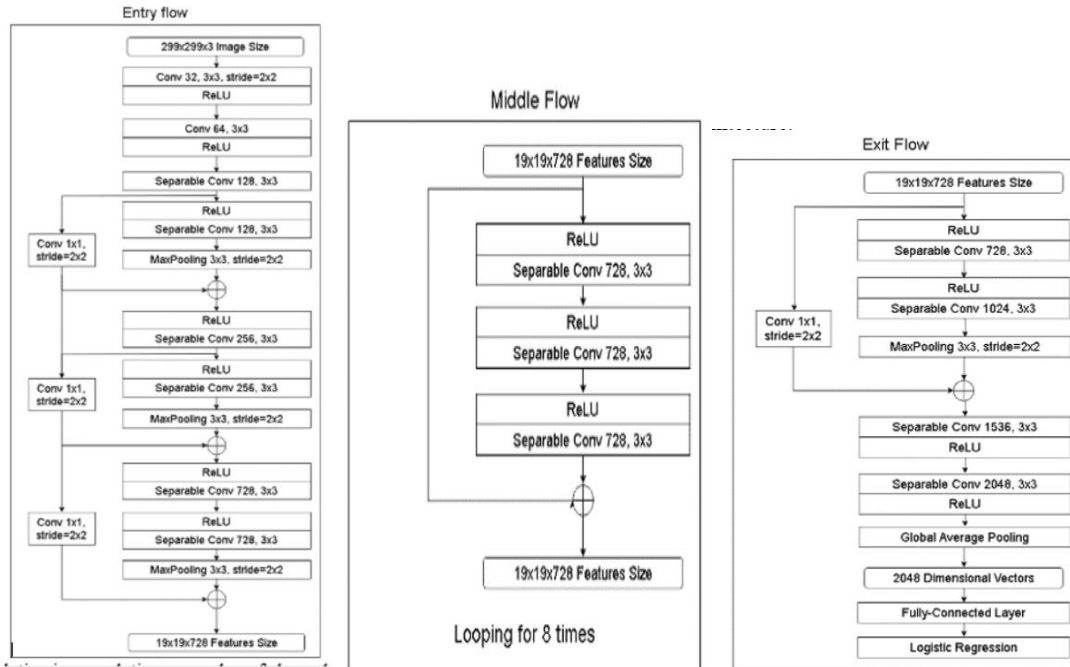 Entry flow
299x299x3 Image Size
Conv 32, 3x3, stride=2x2
ReLU
Conv 64, 3x3
ReLU
Separable Conv 128, 3x3
ReLU
Separable Conv 128, 3x3
Conv 1x1,
stride=2x2
MaxPooling 3x3, stride=2x2
ReLU
Separable Conv 256, 3x3
ReLU
Separable Conv 256, 3x3
Conv 1x1,
stride=2x2
MaxPooling 3x3, stride=2x2
ReLU
Separable Conv 728, 3x3
ReLU
Separable Conv 728, 3x3
Conv 1x1,
stride=2x2
MaxPooling 3x3, stride=2x2
19x19x728 Features Size
Middle Flow
19x19x728 Features Size
ReLU
Separable Conv 728, 3x3
ReLU
Separable Conv 728, 3x3
ReLU
Separable Conv 728, 3x3
19x19x728 Features Size
Looping for 8 times
Exit Flow
19x19x728 Features Size
ReLU
Separable Conv 728, 3x3
ReLU
Separable Conv 1024, 3x3
Conv 1x1,
stride=2x2
MaxPooling 3x3, stride=2x2
Separable Conv 1536, 3x3
ReLU
Separable Conv 2048, 3x3
ReLU
Global Average Pooling
2048 Dimensional Vectors
Fully-Connected Layer
Logistic Regression